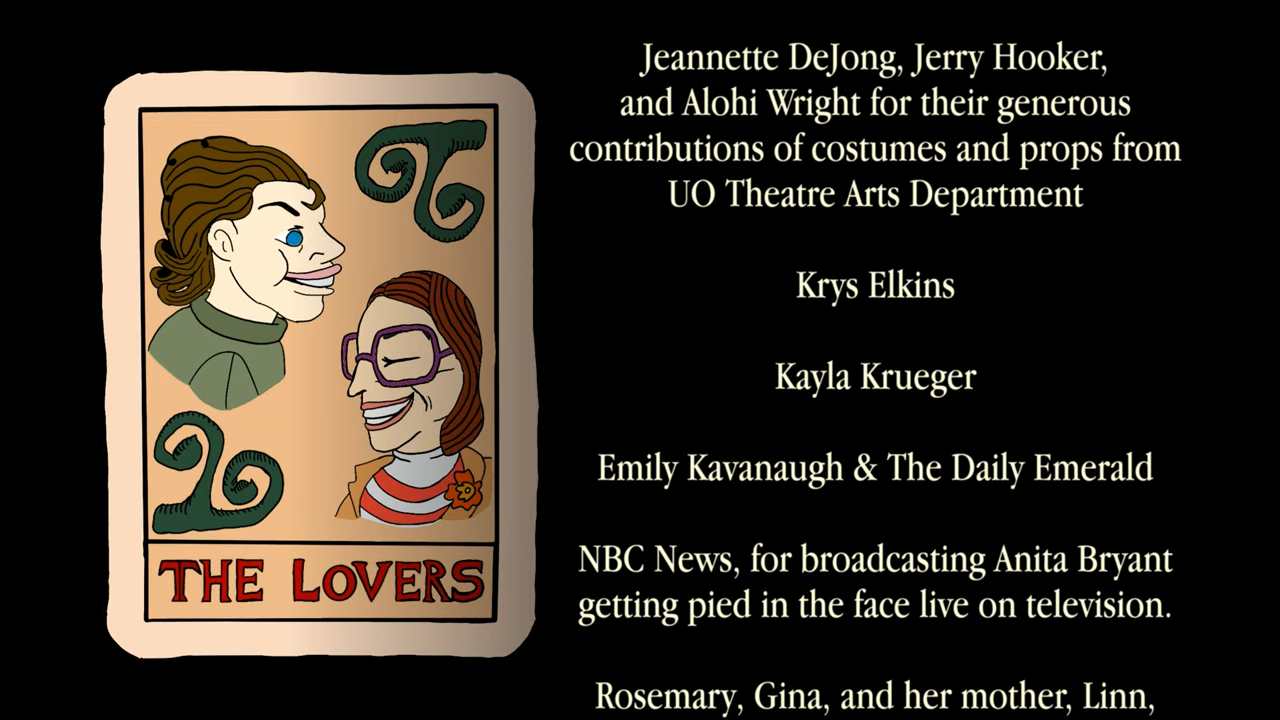 THE LOVERS
Jeannette DeJong, Jerry Hooker,
and Alohi Wright for their generous
contributions of costumes and props from
UO Theatre Arts Department
Krys Elkins
Kayla Krueger
Emily Kavanaugh & The Daily Emerald
NBC News, for broadcasting Anita Bryant
getting pied in the face live on television.
Rosemary, Gina, and her mother, Linn,